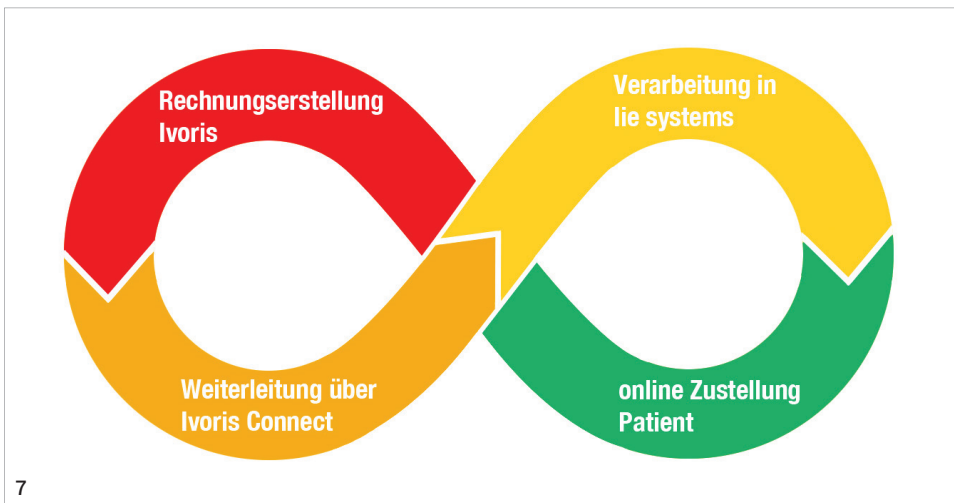 Rechnungserstellung
Ivoris
Verarbeitung in
lie systems
Weiterleitung über
Ivoris Connect
online Zustellung
Patient
7